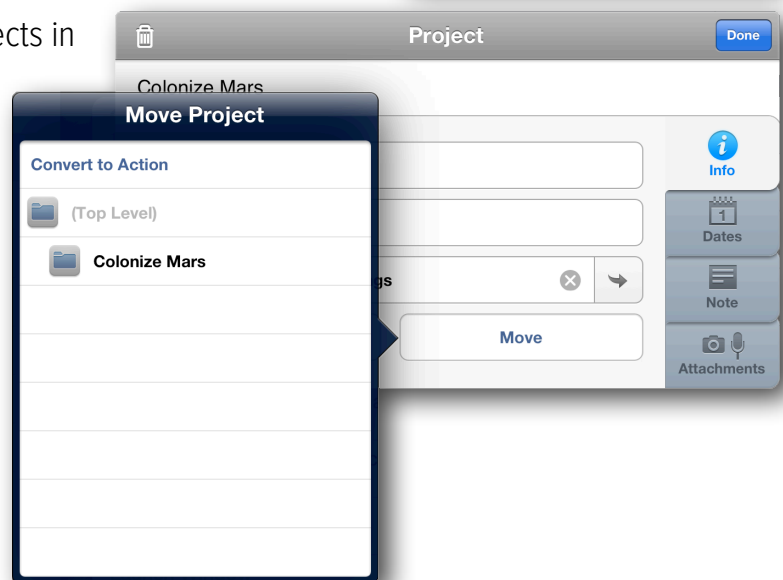 ects in
Project
Done
Colonize Mars
Move Project
Convert to Action
(Top Level)
Colonize Mars
gs
Move
Info
1
Dates
Note
Attachments